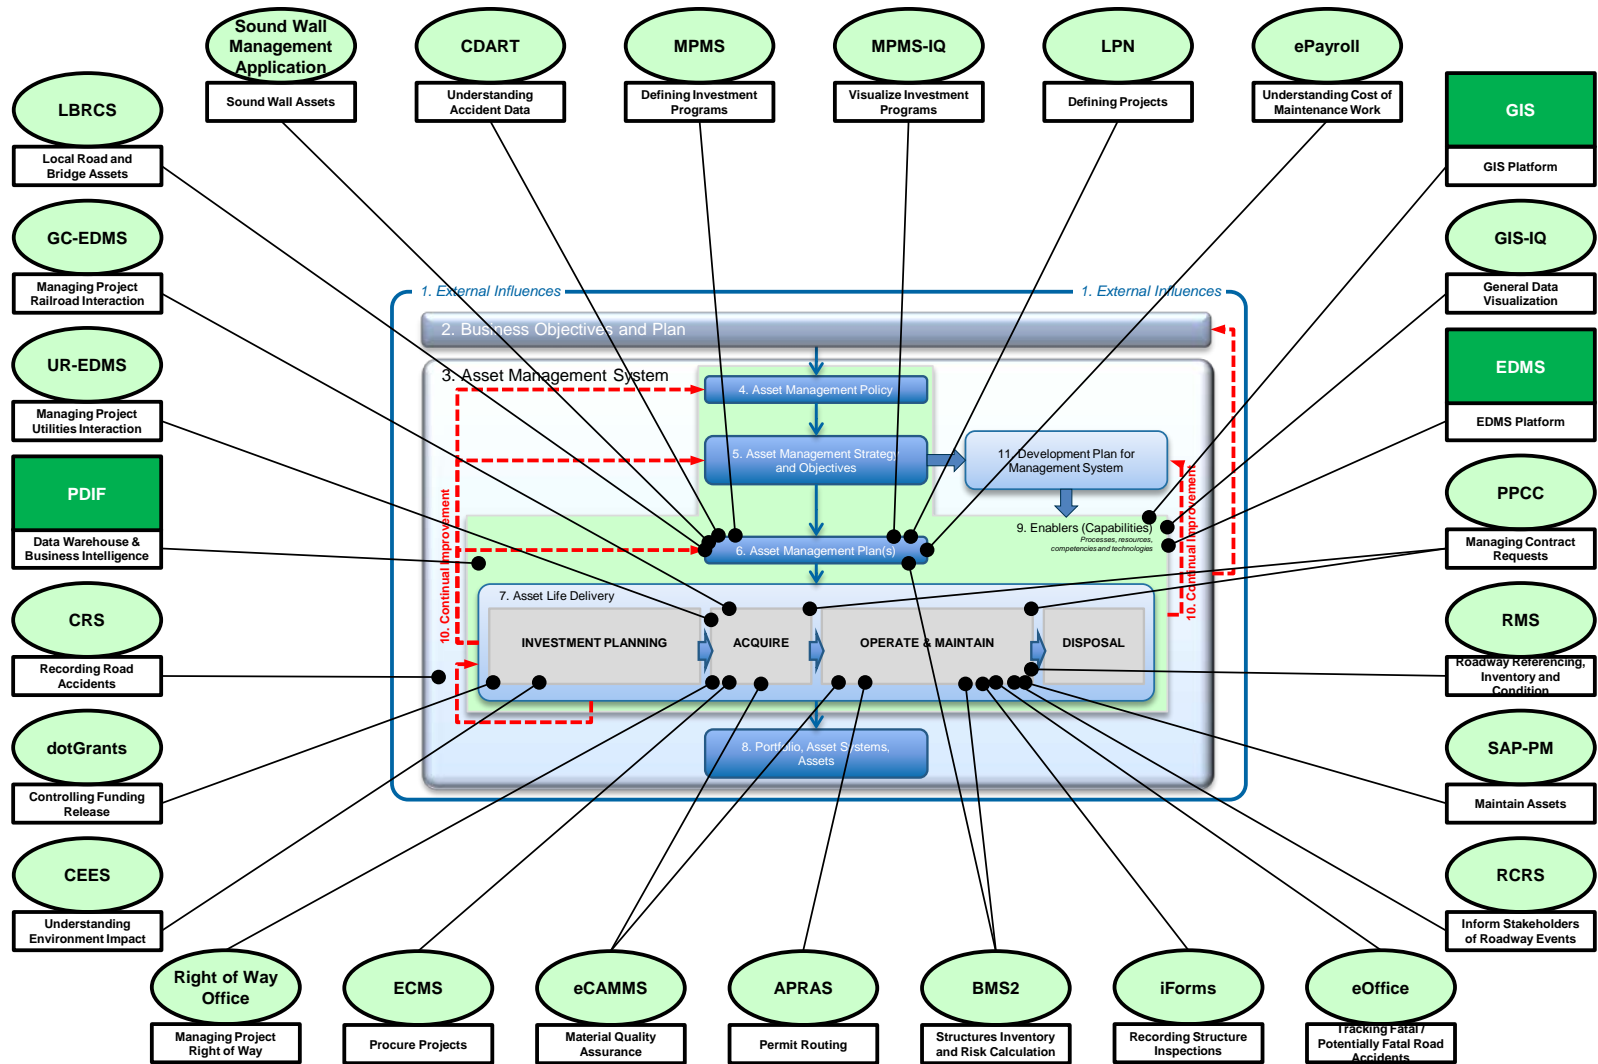 Sound Wall
Management
Application
Sound Wall Assets
CDART
Understanding
Accident Data
MPMS
Defining Investment
Programs
MPMS-IQ
Visualize Investment
Programs
LPN
Defining Projects
ePayroll
Understanding Cost of
Maintenance Work
LBRCS
Local Road and
Bridge Assets
GC-EDMS
Managing Project
Railroad Interaction
UR-EDMS
Managing Project
Utilities Interaction
PDIF
Data Warehouse &
Business Intelligence
CRS
Recording Road
Accidents
dotGrants
Controlling Funding
Release
CEES
Understanding
Environment Impact
GIS
GIS Platform
GIS-IQ
General Data
Visualization
EDMS
EDMS Platform
PPCC
Managing Contract
Requests
RMS
Roadway Referencing,
Inventory and
Condition
SAP-PM
Maintain Assets
RCRS
Inform Stakeholders
of Roadway Events
1. External Influences
1. External Influences
2. Business Objectives and Plan
3. Asset Management System
4. Asset Management Policy
5. Asset Management Strategy
and Objectives
11. Development Plan for
Management System
9. Enablers (Capabilities)
Processes, resources,
competencies and technologies
6. Asset Management Plan(s)
10. Continual Improvement
10. Continual Improvement
7. Asset Life Delivery
INVESTMENT PLANNING
ACQUIRE
OPERATE & MAINTAIN
DISPOSAL
8. Portfolio, Asset Systems,
Assets
Right of Way
Office
Managing Project
Right of Way
ECMS
Procure Projects
eCAMMS
Material Quality
Assurance
APRAS
Permit Routing
BMS2
Structures Inventory
and Risk Calculation
iForms
Recording Structure
Inspections
eOffice
Tracking Fatal /
Potentially Fatal Road
Accidents